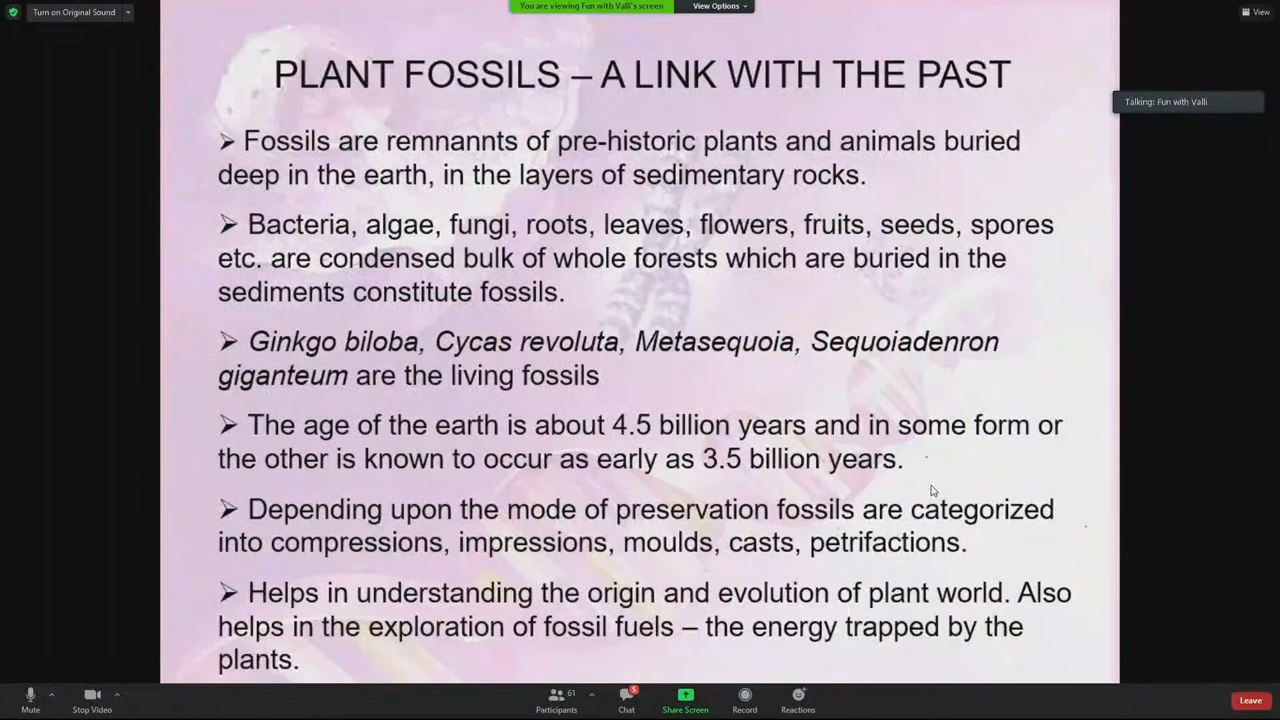 Turn on Original Sound
You are viewing Fun with Valli's screen
View Options
View
PLANT FOSSILS – A LINK WITH THE PAST
Talking: Fun with Valli
➢ Fossils are remnannts of pre-historic plants and animals buried
deep in the earth, in the layers of sedimentary rocks.
➢ Bacteria, algae, fungi, roots, leaves, flowers, fruits, seeds, spores
etc. are condensed bulk of whole forests which are buried in the
sediments constitute fossils.
➢ Ginkgo biloba, Cycas revoluta, Metasequoia, Sequoiadenron
giganteum are the living fossils
➢ The age of the earth is about 4.5 billion years and in some form or
the other is known to occur as early as 3.5 billion years.
➢ Depending upon the mode of preservation fossils are categorized
into compressions, impressions, moulds, casts, petrifactions.
➢ Helps in understanding the origin and evolution of plant world. Also
helps in the exploration of fossil fuels – the energy trapped by the
plants.
Mute
Stop Video
61
Participants
5
Chat
Share Screen
Record
Reactions
Leave